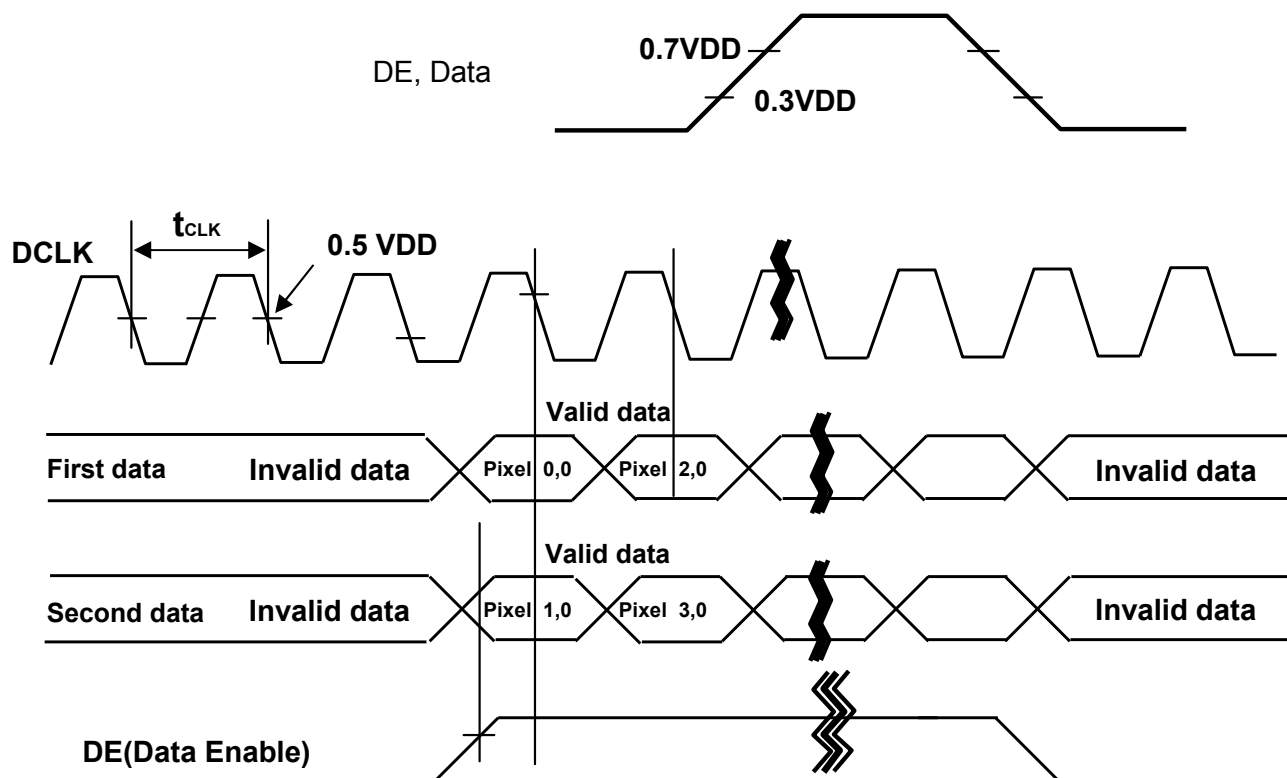 0.7VDD
DE, Data
0.3VDD
tCLK
DCLK
0.5 VDD
Valid data
First data Invalid data Pixel 0,0 Pixel 2,0 Invalid data
Valid data
Second data Invalid data Pixel 1,0 Pixel 3,0 Invalid data
DE(Data Enable)